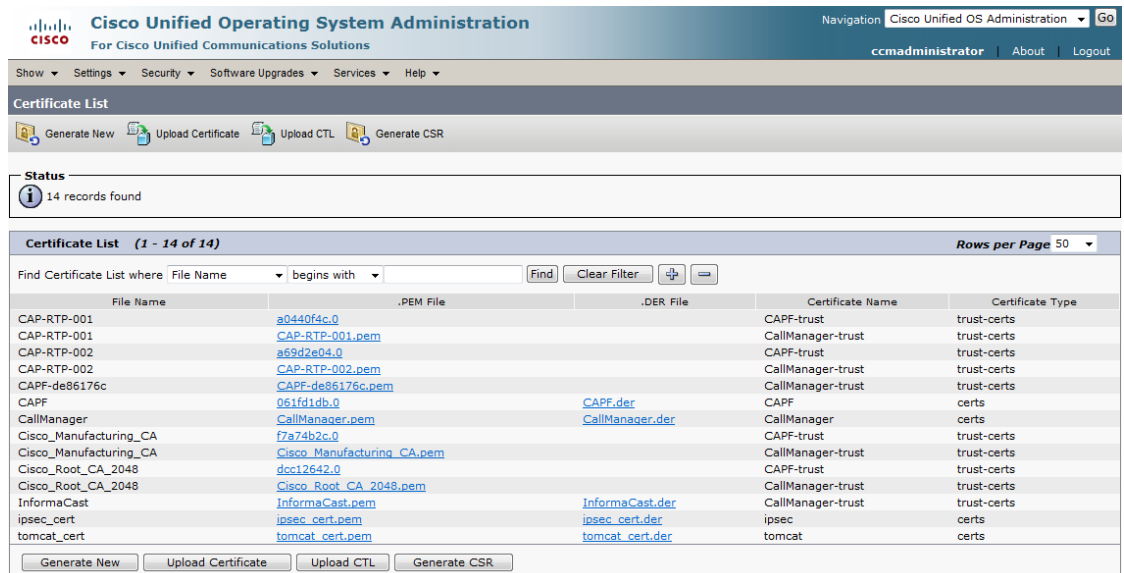 Cisco Unified Operating System Administration
Navigation Cisco Unified OS Administration Go
CISCO
For Cisco Unified Communications Solutions
ccmadministrator | About | Logout
Show Settings Security Software Upgrades Services Help
Certificate List
Generate New Upload Certificate Upload CTL Generate CSR
Status
14 records found
Certificate List (1 - 14 of 14) Rows per Page 50
Find Certificate List where File Name begins with Find Clear Filter
File Name .PEM File .DER File Certificate Name Certificate Type
CAP-RTP-001 a0440f4c.0 CAPF-trust trust-certs
CAP-RTP-001 CAP-RTP-001.pem CallManager-trust trust-certs
CAP-RTP-002 a69d2e04.0 CAPF-trust trust-certs
CAP-RTP-002 CAP-RTP-002.pem CallManager-trust trust-certs
CAPF-de86176c CAPF-de86176c.pem CallManager-trust trust-certs
CAPF 061fd1db.0 CAPF.der CAPF certs
CallManager CallManager.pem CallManager.der CallManager certs
Cisco_Manufacturing_CA f7a74b2c.0 CAPF-trust trust-certs
Cisco_Manufacturing_CA Cisco_Manufacturing_CA.pem CallManager-trust trust-certs
Cisco_Root_CA_2048 dcc12642.0 CAPF-trust trust-certs
Cisco_Root_CA_2048 Cisco_Root_CA_2048.pem CallManager-trust trust-certs
InformaCast InformaCast.pem InformaCast.der CallManager-trust trust-certs
ipsec_cert ipsec_cert.pem ipsec_cert.der ipsec certs
tomcat_cert tomcat_cert.pem tomcat_cert.der tomcat certs
Generate New Upload Certificate Upload CTL Generate CSR